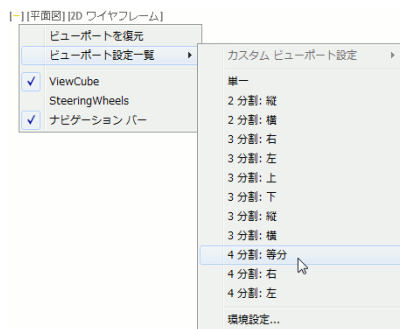 [−] [平面図] [2D ワイヤフレーム]
ビューポートを復元
ビューポート設定一覧
ViewCube
SteeringWheels
ナビゲーション バー
カスタム ビューポート設定
単一
2 分割: 縦
2 分割: 横
3 分割: 右
3 分割: 左
3 分割: 上
3 分割: 下
3 分割: 縦
3 分割: 横
4 分割: 等分
4 分割: 右
4 分割: 左
環境設定...